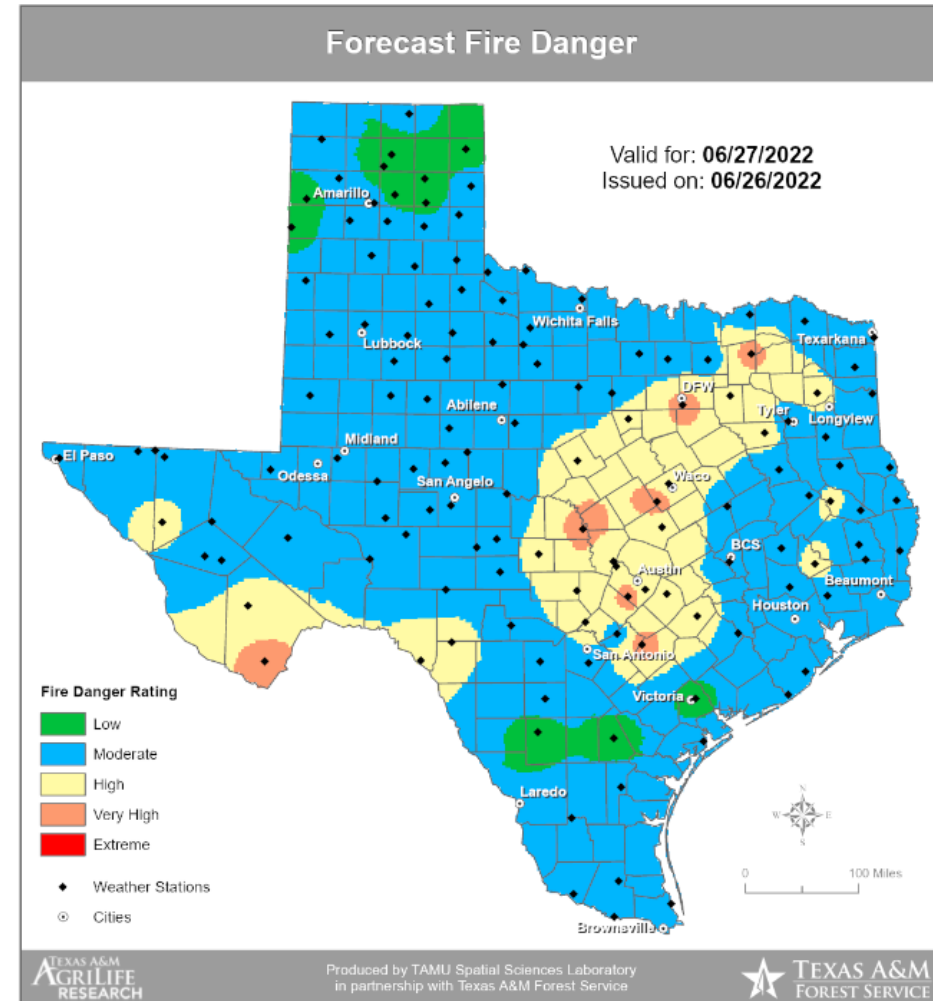 Forecast Fire Danger
Valid for: 06/27/2022
Issued on: 06/26/2022
Amarillo
Wichita Falls
Texarkana
Lubbock
DFW
Abilene
Tyler
Longview
Midland
El Paso
Odessa
San Angelo
Waco
BCS
Austin
Beaumont
Houston
San Antonio
Victoria
Laredo
Brownsville
Fire Danger Rating
Low
Moderate
High
Very High
Extreme
Weather Stations
Cities
N
W E
S
0 100 Miles
TEXAS A&M
AGRILIFE
RESEARCH
Produced by TAMU Spatial Sciences Laboratory
in partnership with Texas A&M Forest Service
TEXAS A&M
FOREST SERVICE